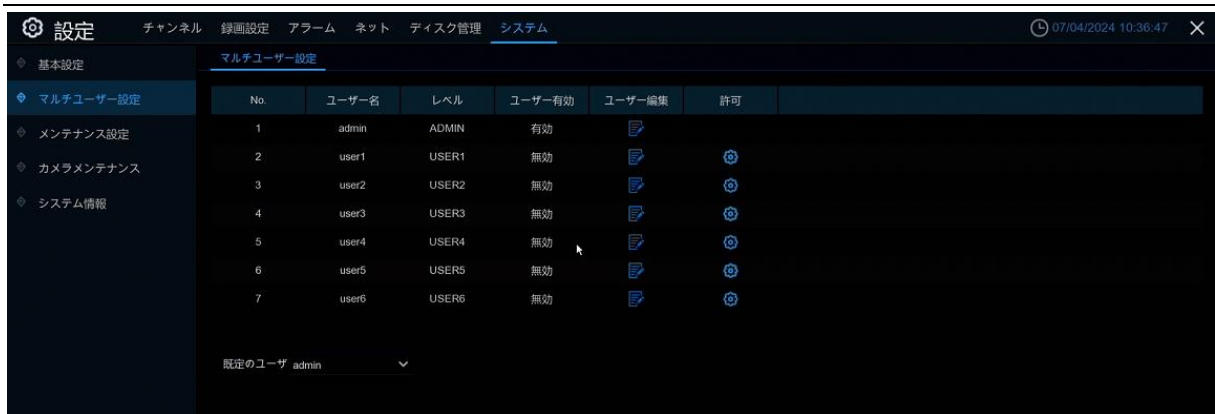 設定 チャンネル 録画設定 アラーム ネット ディスク管理 システム 07/04/2024 10:36:47
基本設定
マルチユーザー設定
メンテナンス設定
カメラメンテナンス
システム情報
マルチユーザー設定
No. ユーザー名 レベル ユーザー有効 ユーザー編集 許可
1 admin ADMIN 有効
2 user1 USER1 無効
3 user2 USER2 無効
4 user3 USER3 無効
5 user4 USER4 無効
6 user5 USER5 無効
7 user6 USER6 無効
既定のユーザ admin